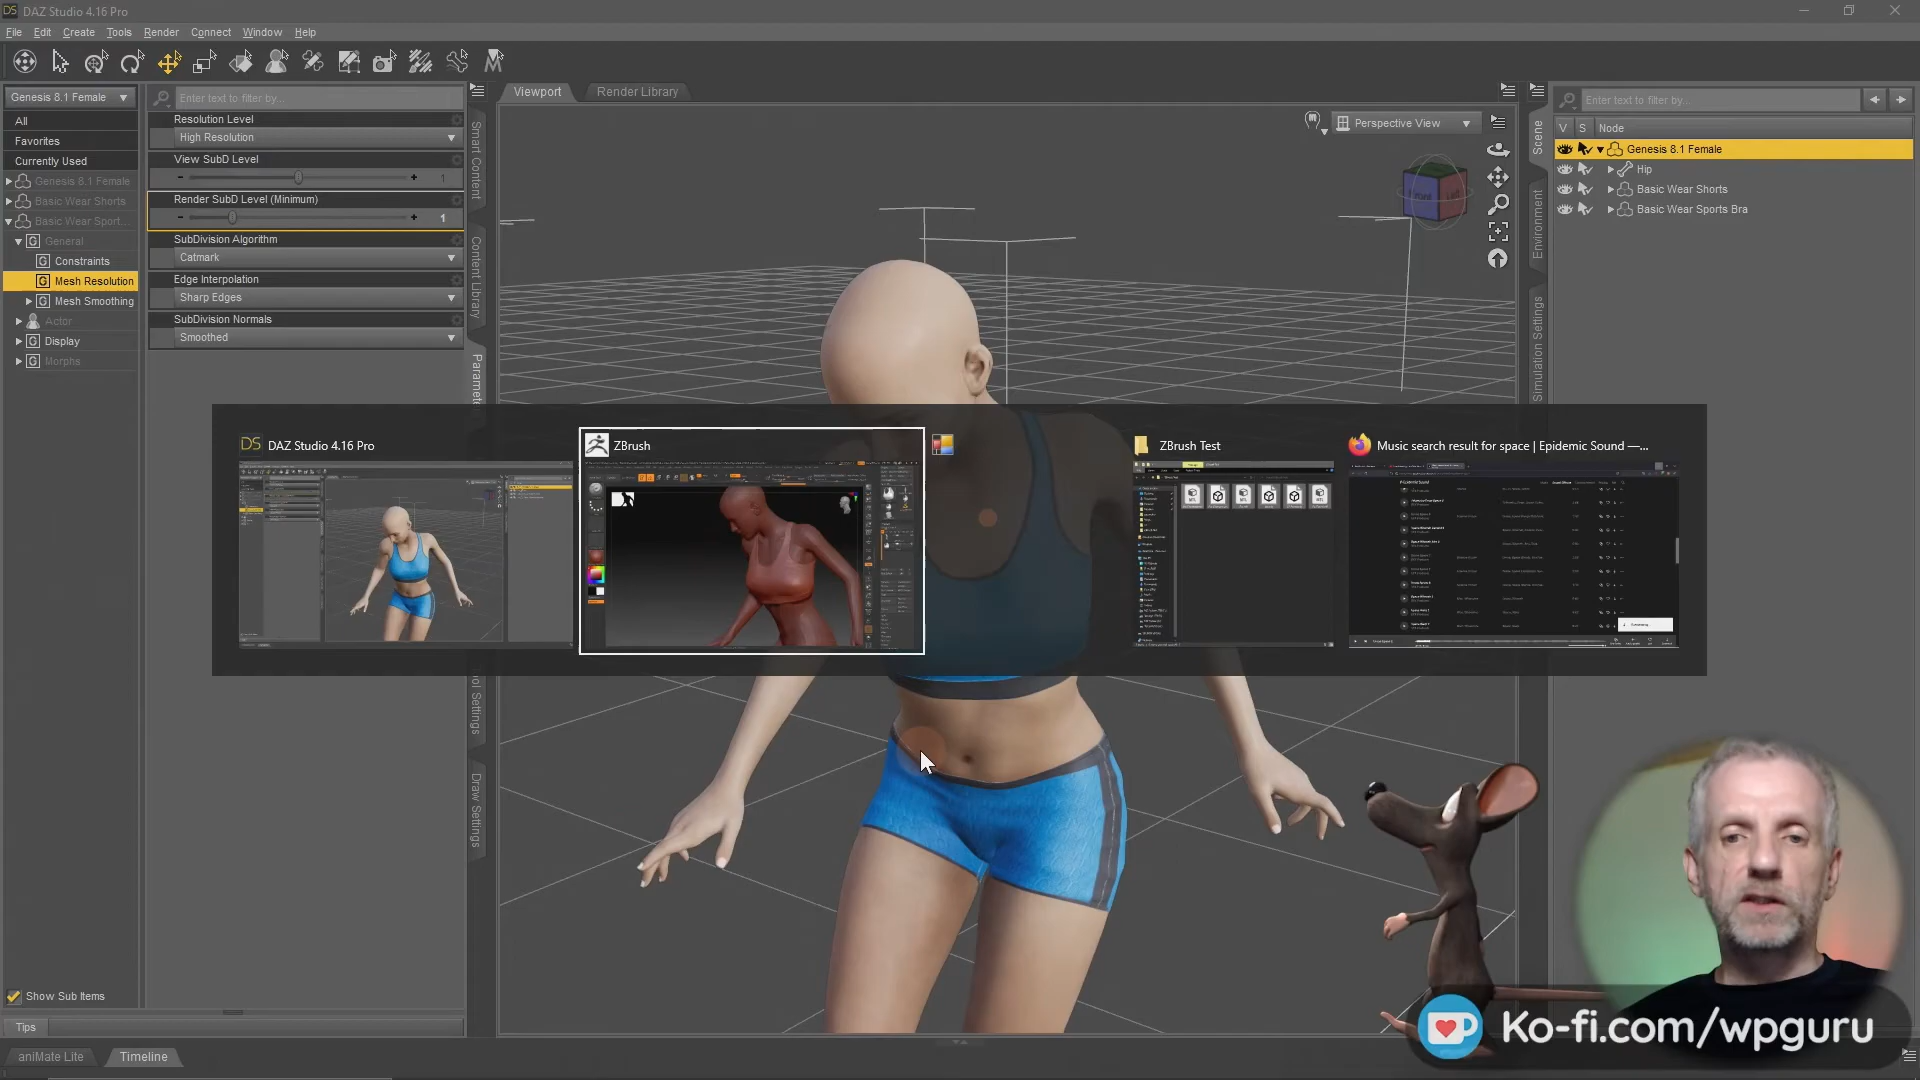 DAZ Studio 4.16 Pro
File Edit Create Tools Render Connect Window Help
Genesis 8.1 Female
All
Favorites
Currently Used
Genesis 8.1 Female
Basic Wear Shorts
Basic Wear Sport...
General
Constraints
Mesh Resolution
Mesh Smoothing
Actor
Display
Morphs
Show Sub Items
Tips
aniMate Lite
Timeline
Enter text to filter by...
Resolution Level
High Resolution
View SubD Level
1
Render SubD Level (Minimum)
1
SubDivision Algorithm
Catmark
Edge Interpolation
Sharp Edges
SubDivision Normals
Smoothed
Smart Content
Content Library
Draw Settings
Viewport
Render Library
Perspective View
Front
DAZ Studio 4.16 Pro
ZBrush
ZBrush Test
Music search result for space | Epidemic Sound —...
Scene
Environment
Simulation Settings
Enter text to filter by...
V S Node
Genesis 8.1 Female
Hip
Basic Wear Shorts
Basic Wear Sports Bra
Ko-fi.com/wpguru